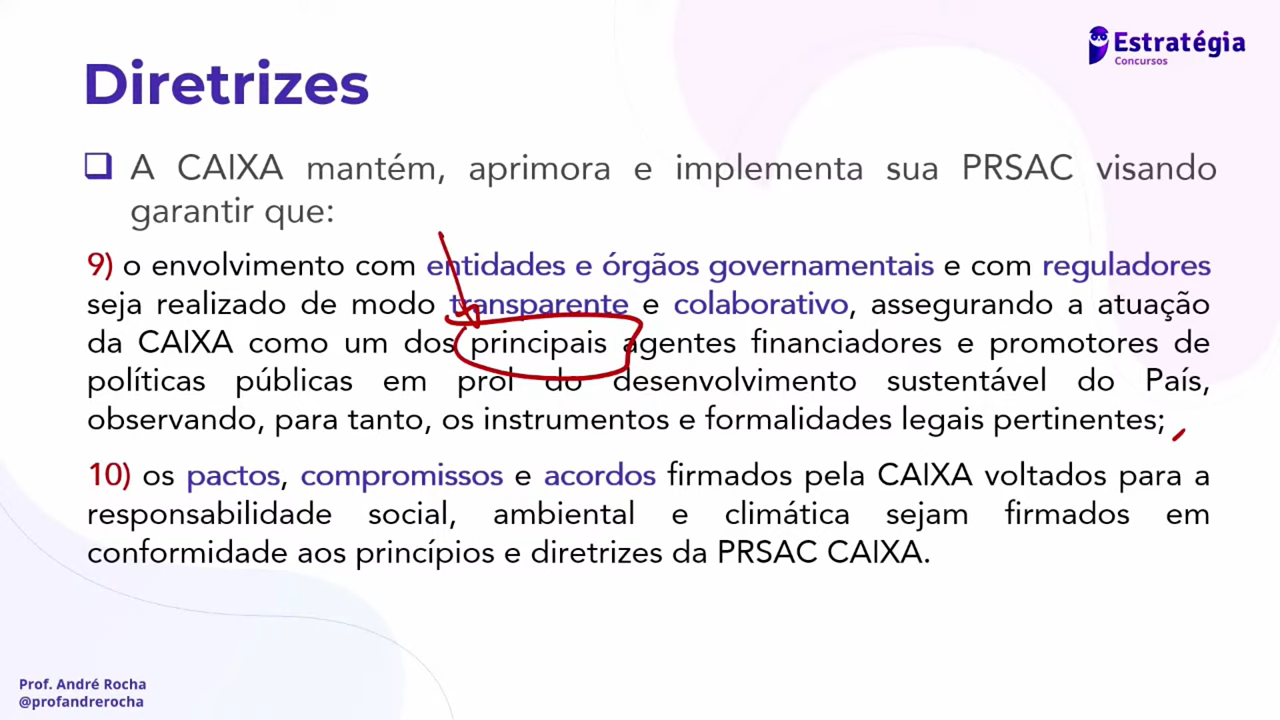 Estratégia
Concursos
Diretrizes
A CAIXA mantém, aprimora e implementa sua PRSAC visando
garantir que:
9) o envolvimento com entidades e órgãos governamentais e com reguladores
seja realizado de modo transparente e colaborativo, assegurando a atuação
da CAIXA como um dos principais agentes financiadores e promotores de
políticas públicas em prol do desenvolvimento sustentável do País,
observando, para tanto, os instrumentos e formalidades legais pertinentes;
10) os pactos, compromissos e acordos firmados pela CAIXA voltados para a
responsabilidade social, ambiental e climática sejam firmados em
conformidade aos princípios e diretrizes da PRSAC CAIXA.
Prof. André Rocha
@profandrerocha